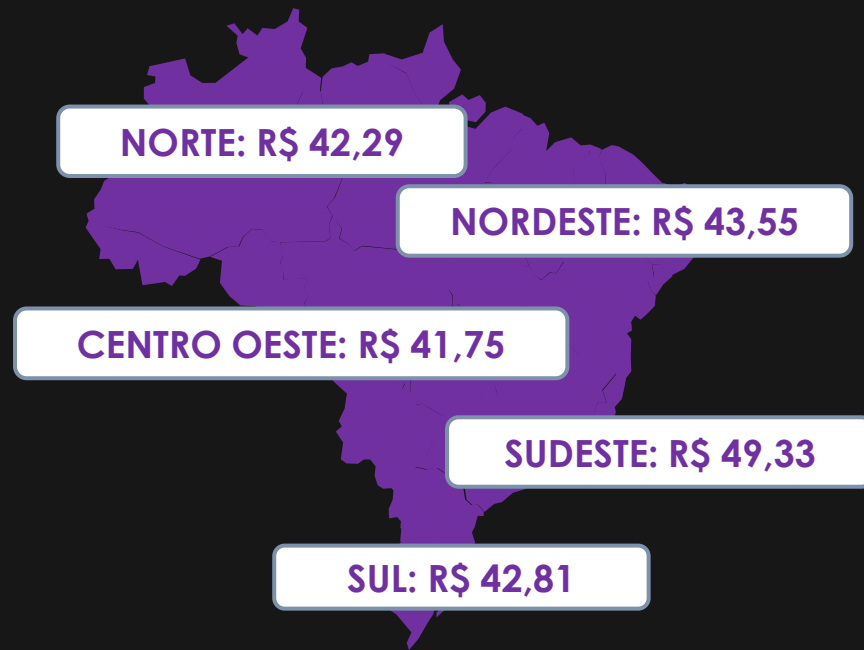 NORTE: R$ 42,29
NORDESTE: R$ 43,55
CENTRO OESTE: R$ 41,75
SUDESTE: R$ 49,33
SUL: R$ 42,81